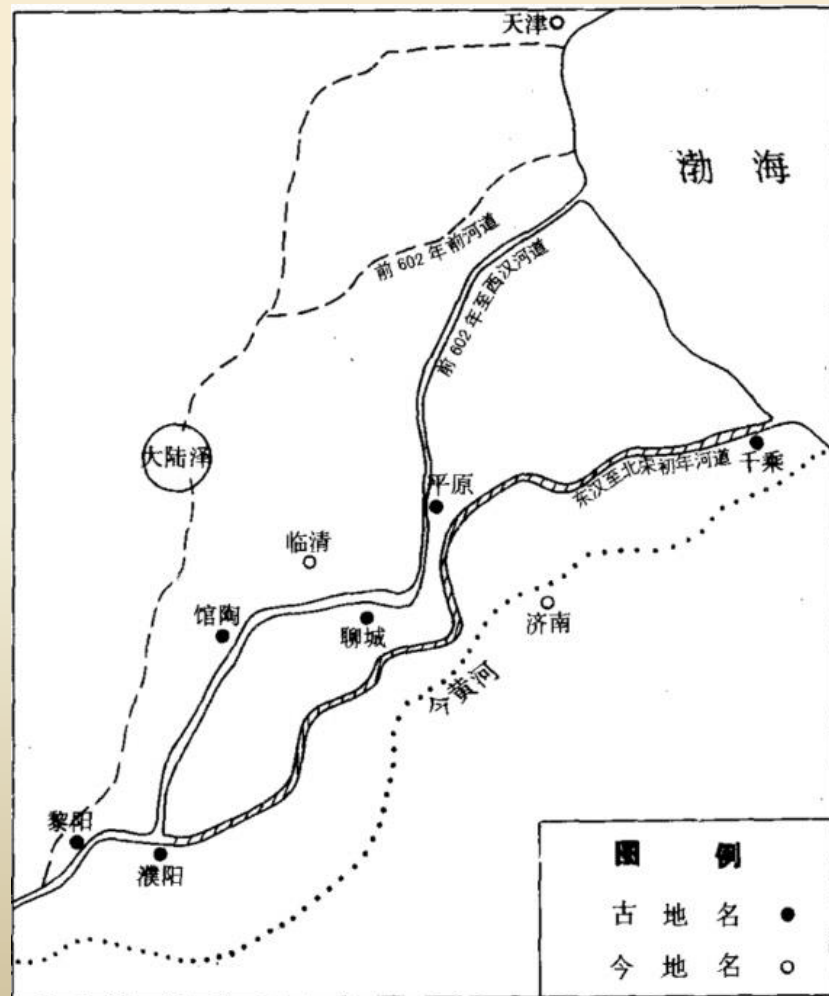 天津
渤海
前602年前河道
前602年至西汉河道
大陆泽
千乘
东汉至北宋初年河道
平原
临清
济南
馆陶
聊城
今黄河
黎阳
濮阳
图例
古地名
今地名